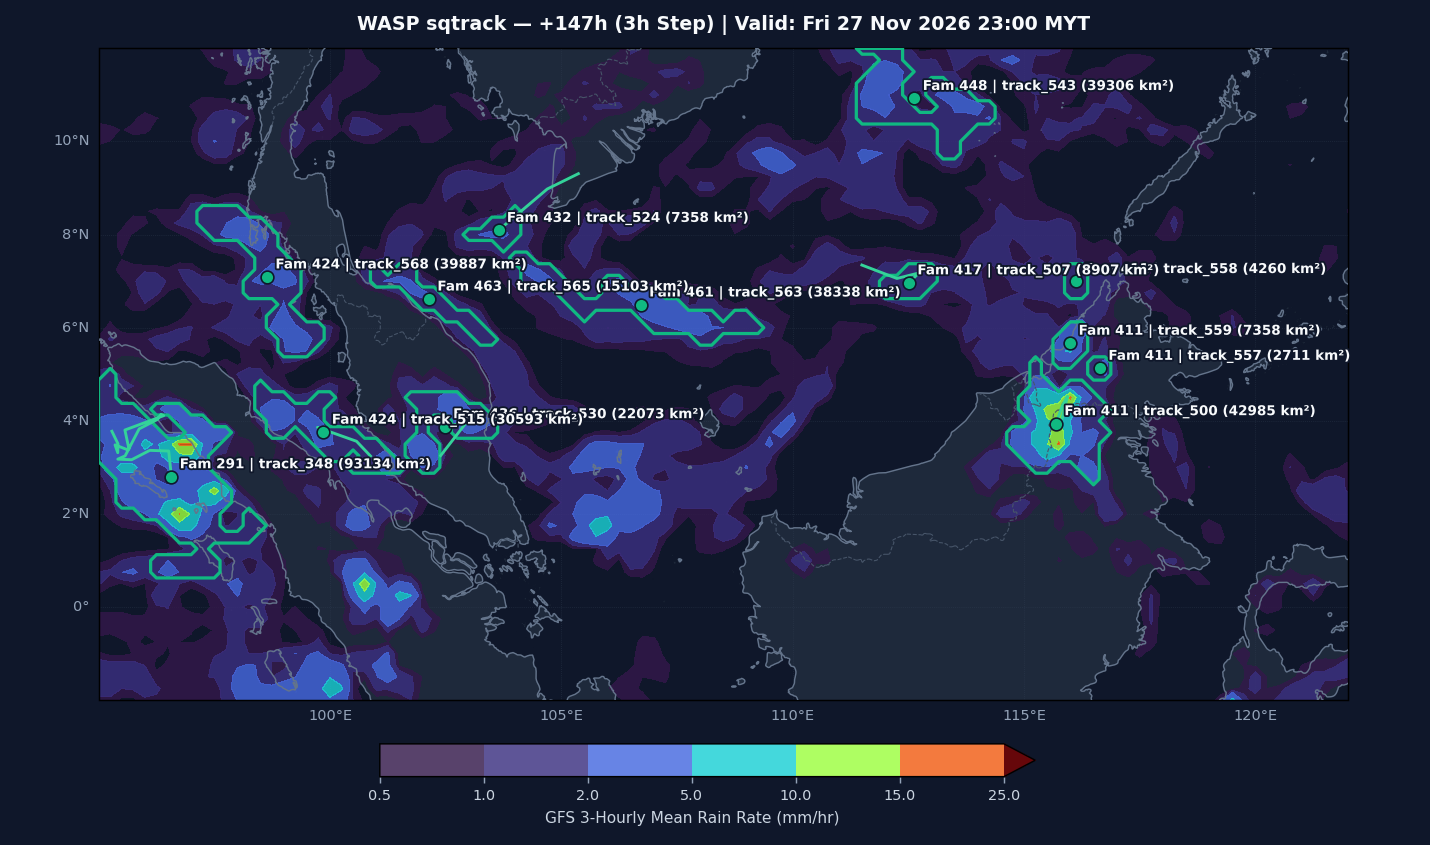 WASP sqtrack — +147h (3h Step) | Valid: Fri 27 Nov 2026 23:00 MYT
Fam 448 | track_543 (39306 km²)
10°N
Fam 432 | track_524 (7358 km²)
8°N
Fam 424 | track_568 (39887 km²)
Fam 417 | track_507 (8907 km²)
track_558 (4260 km²)
Fam 463 | track_565 (15103 km²)
Fam 461 | track_563 (38338 km²)
6°N
Fam 411 | track_559 (7358 km²)
Fam 411 | track_557 (2711 km²)
4°N
Fam 424 | track_515 (30593 km²)
530 (22073 km²)
Fam 411 | track_500 (42985 km²)
Fam 291 | track_348 (93134 km²)
2°N
0°
100°E 105°E 110°E 115°E 120°E
0.5 1.0 2.0 5.0 10.0 15.0 25.0
GFS 3-Hourly Mean Rain Rate (mm/hr)